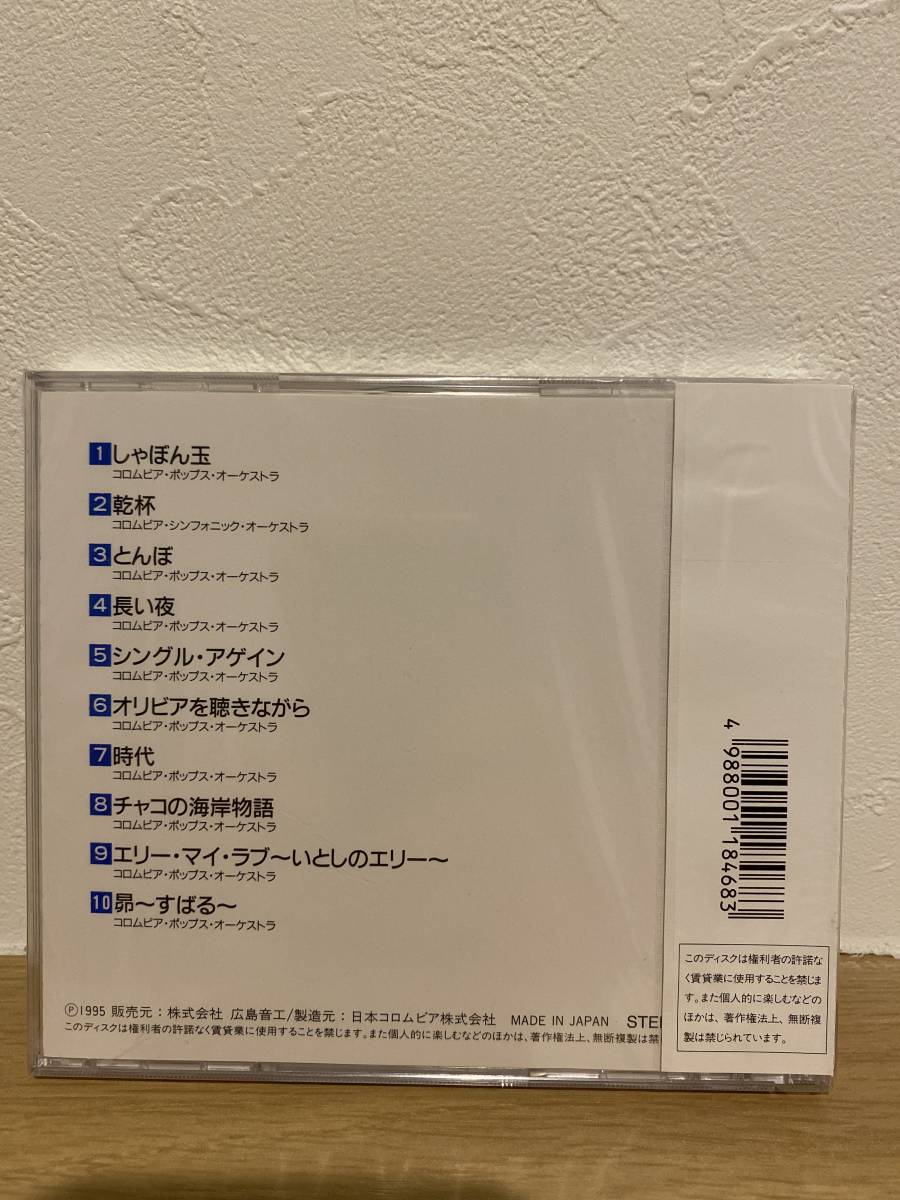 1 しゃぼん玉
コロムビア・ポップス・オーケストラ
2 乾杯
コロムビア・シンフォニック・オーケストラ
3 とんぼ
コロムビア・ポップス・オーケストラ
4 長い夜
コロムビア・ポップス・オーケストラ
5 シングル・アゲイン
コロムビア・ポップス・オーケストラ
6 オリビアを聴きながら
コロムビア・ポップス・オーケストラ
7 時代
コロムビア・ポップス・オーケストラ
8 チャコの海岸物語
コロムビア・ポップス・オーケストラ
9 エリー・マイ・ラブ〜いとしのエリー〜
コロムビア・ポップス・オーケストラ
10 昴〜すばる〜
コロムビア・ポップス・オーケストラ
Ⓟ1995 販売元：株式会社 広島音工/製造元：日本コロムビア株式会社 MADE IN JAPAN STE
このディスクは権利者の許諾なく賃貸業に使用することを禁じます。また個人的に楽しむなどのほかは、著作権法上、無断複製は禁
4 988001 184683
このディスクは権利者の許諾な
く賃貸業に使用することを禁じま
す。また個人的に楽しむなどの
ほかは、著作権法上、無断複
製は禁じられています。